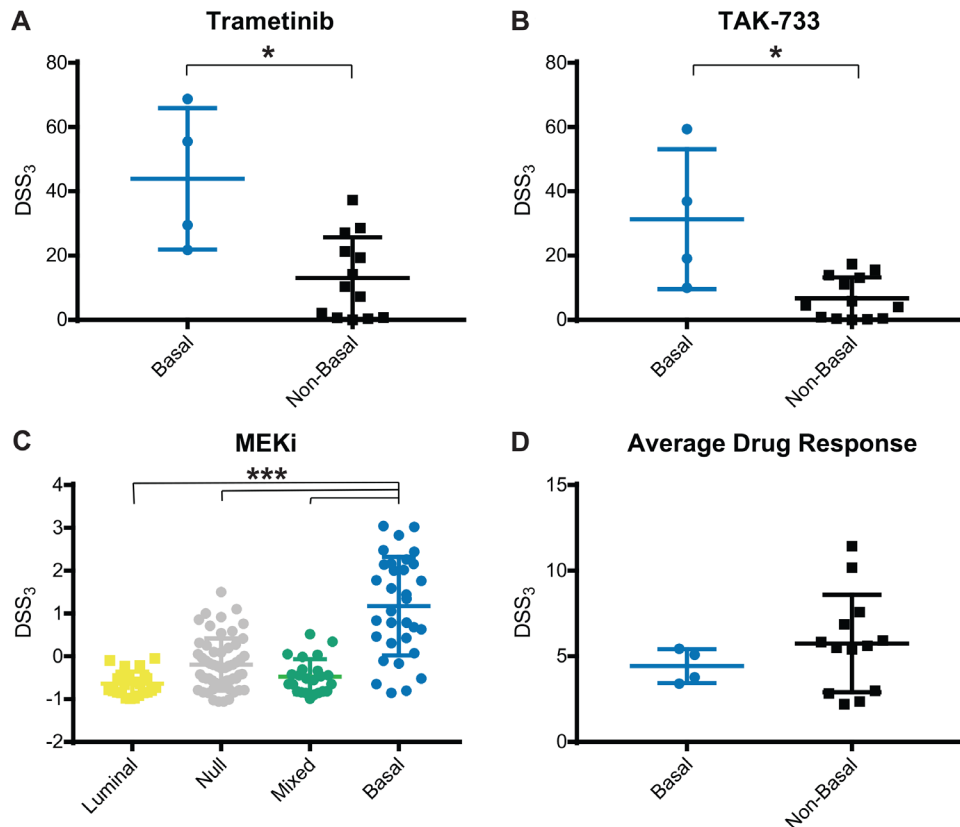 A
Trametinib
*
80
60
40
20
0
DSS3
Basal
Non-Basal
B
TAK-733
*
80
60
40
20
0
DSS3
Basal
Non-Basal
C
MEKi
***
4
3
2
1
0
-1
-2
DSS3
Luminal
Null
Mixed
Basal
D
Average Drug Response
15
10
5
0
DSS3
Basal
Non-Basal